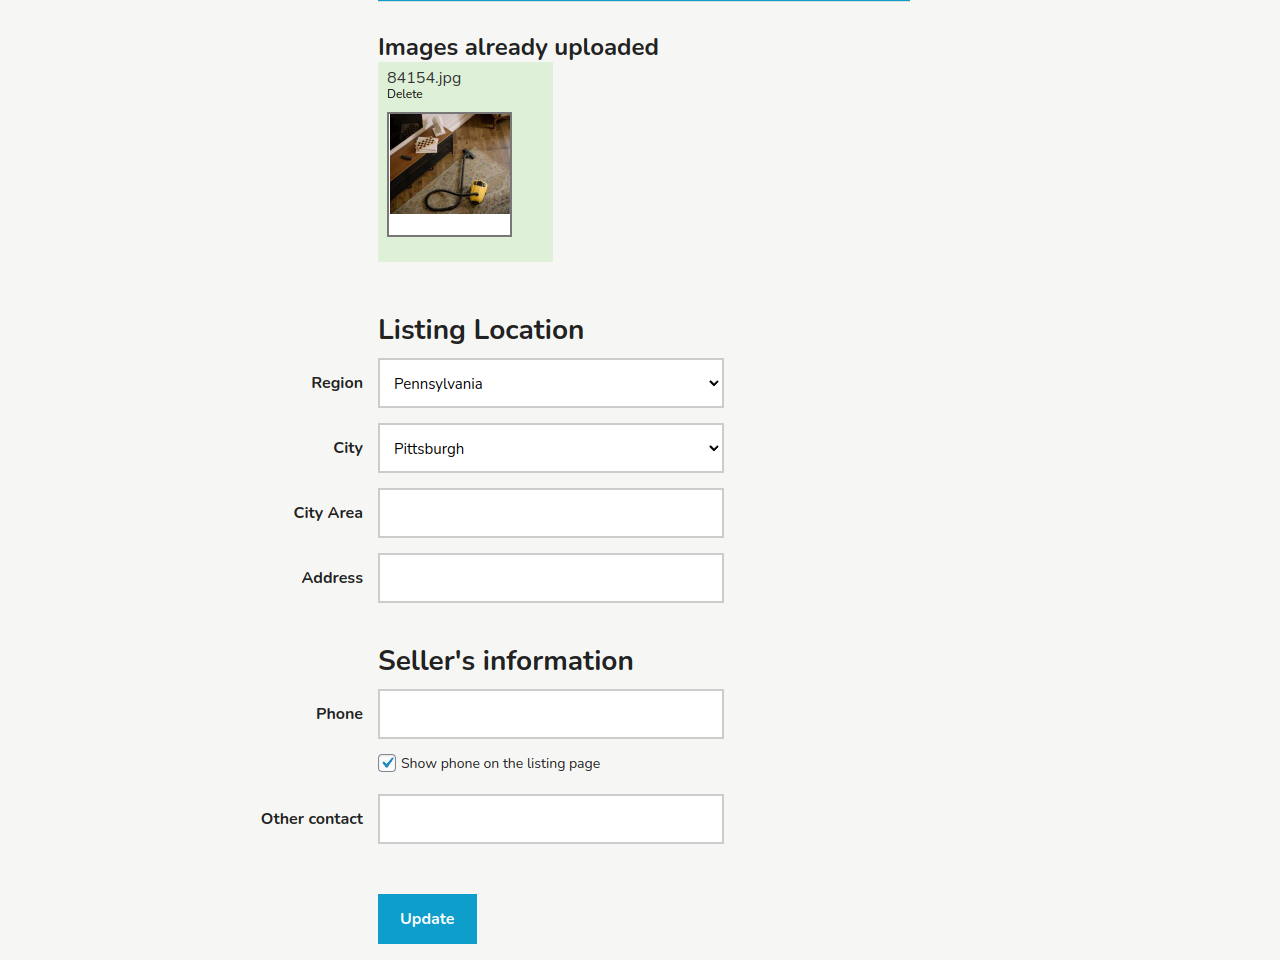 Images already uploaded
84154.jpg
Delete
Listing Location
Region
Pennsylvania
City
Pittsburgh
City Area
Address
Seller's information
Phone
Show phone on the listing page
Other contact
Update